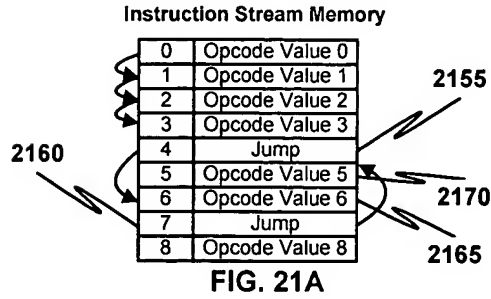 Instruction Stream Memory
0 Opcode Value 0
1 Opcode Value 1
2 Opcode Value 2
3 Opcode Value 3
4 Jump
5 Opcode Value 5
6 Opcode Value 6
7 Jump
8 Opcode Value 8
2155
2160
2170
2165
FIG. 21A